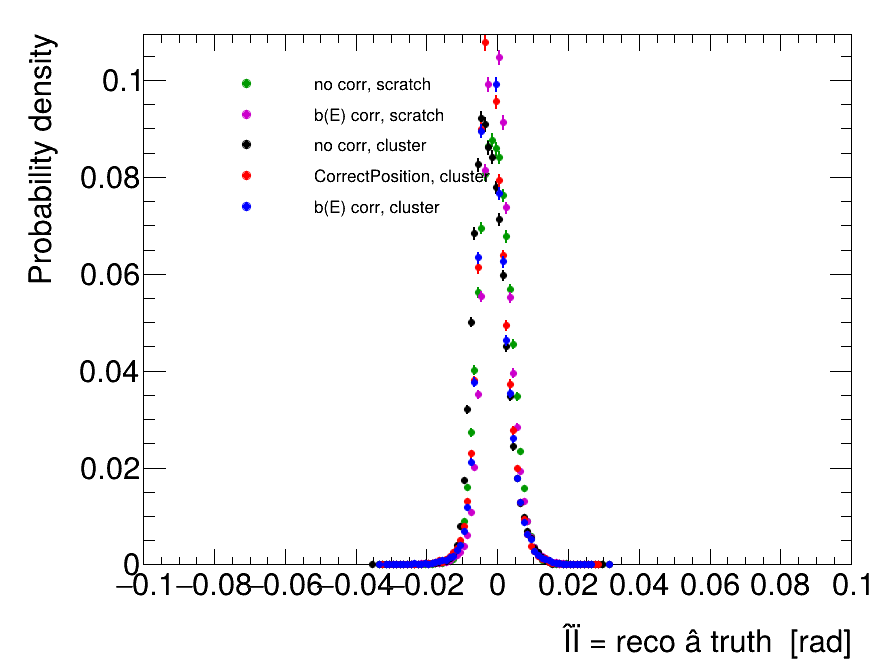 Probability density
0.1
0.08
0.06
0.04
0.02
0
no corr, scratch
b(E) corr, scratch
no corr, cluster
CorrectPosition, cluster
b(E) corr, cluster
−0.1 −0.08 −0.06 −0.04 −0.02 0 0.02 0.04 0.06 0.08 0.1
ÎÏ = reco â truth [rad]